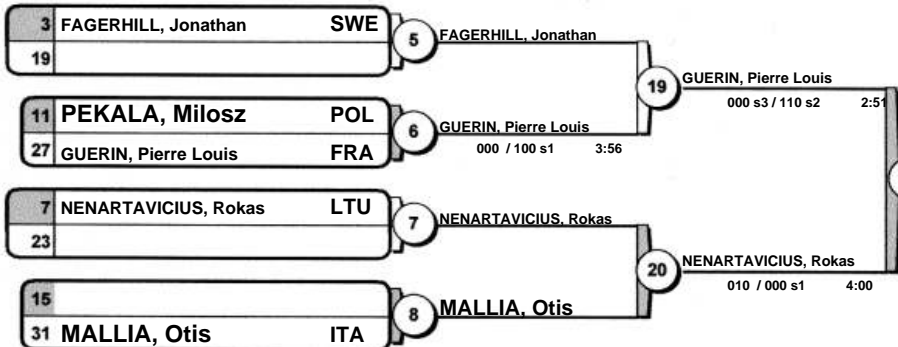 3 FAGERHILL, Jonathan SWE
19
5
FAGERHILL, Jonathan
11 PEKALA, Milosz POL
27 GUERIN, Pierre Louis FRA
6
GUERIN, Pierre Louis
000 / 100 s1 3:56
19
GUERIN, Pierre Louis
000 s3 / 110 s2 2:51
7 NENARTAVICIUS, Rokas LTU
23
7
NENARTAVICIUS, Rokas
15
31 MALLIA, Otis ITA
8
MALLIA, Otis
20
NENARTAVICIUS, Rokas
010 / 000 s1 4:00